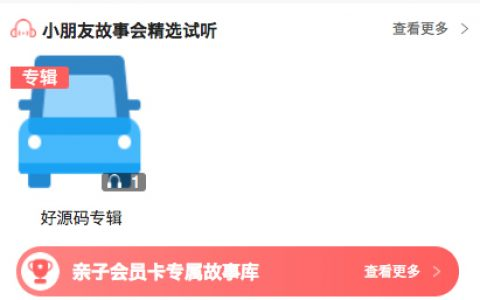 小朋友故事会精选试听
查看更多
专辑
1
好源码专辑
亲子会员卡专属故事库
查看更多